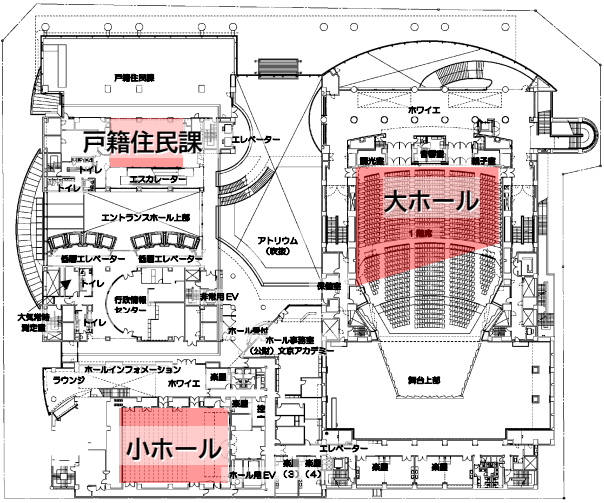 戸籍住民課
ホワイエ
戸籍住民課
エレベーター
調光室
音響室
親子室
トイレ
エスカレーター
大ホール
エントランスホール上部
1階席
アトリウム
（吹抜）
低層エレベーター
低層エレベーター
保健室
トイレ
行政情報
センター
非常用EV
大気常時
測定室
トイレ
ホール受付
ホール事務室
（公財）文京アカデミー
ホールインフォメーション
ラウンジ
ホワイエ
楽屋
舞台上部
楽屋
小ホール
エレベーター
ホール用EV
楽屋
（3）
楽屋
（4）
楽屋
楽屋